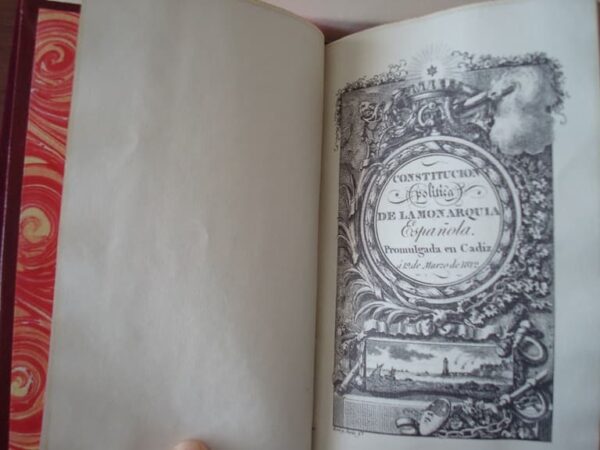 CONSTITUCION
política
DE LA MONARQUIA
Española.
Promulgada en Cadiz
á 19 de Marzo de 1812